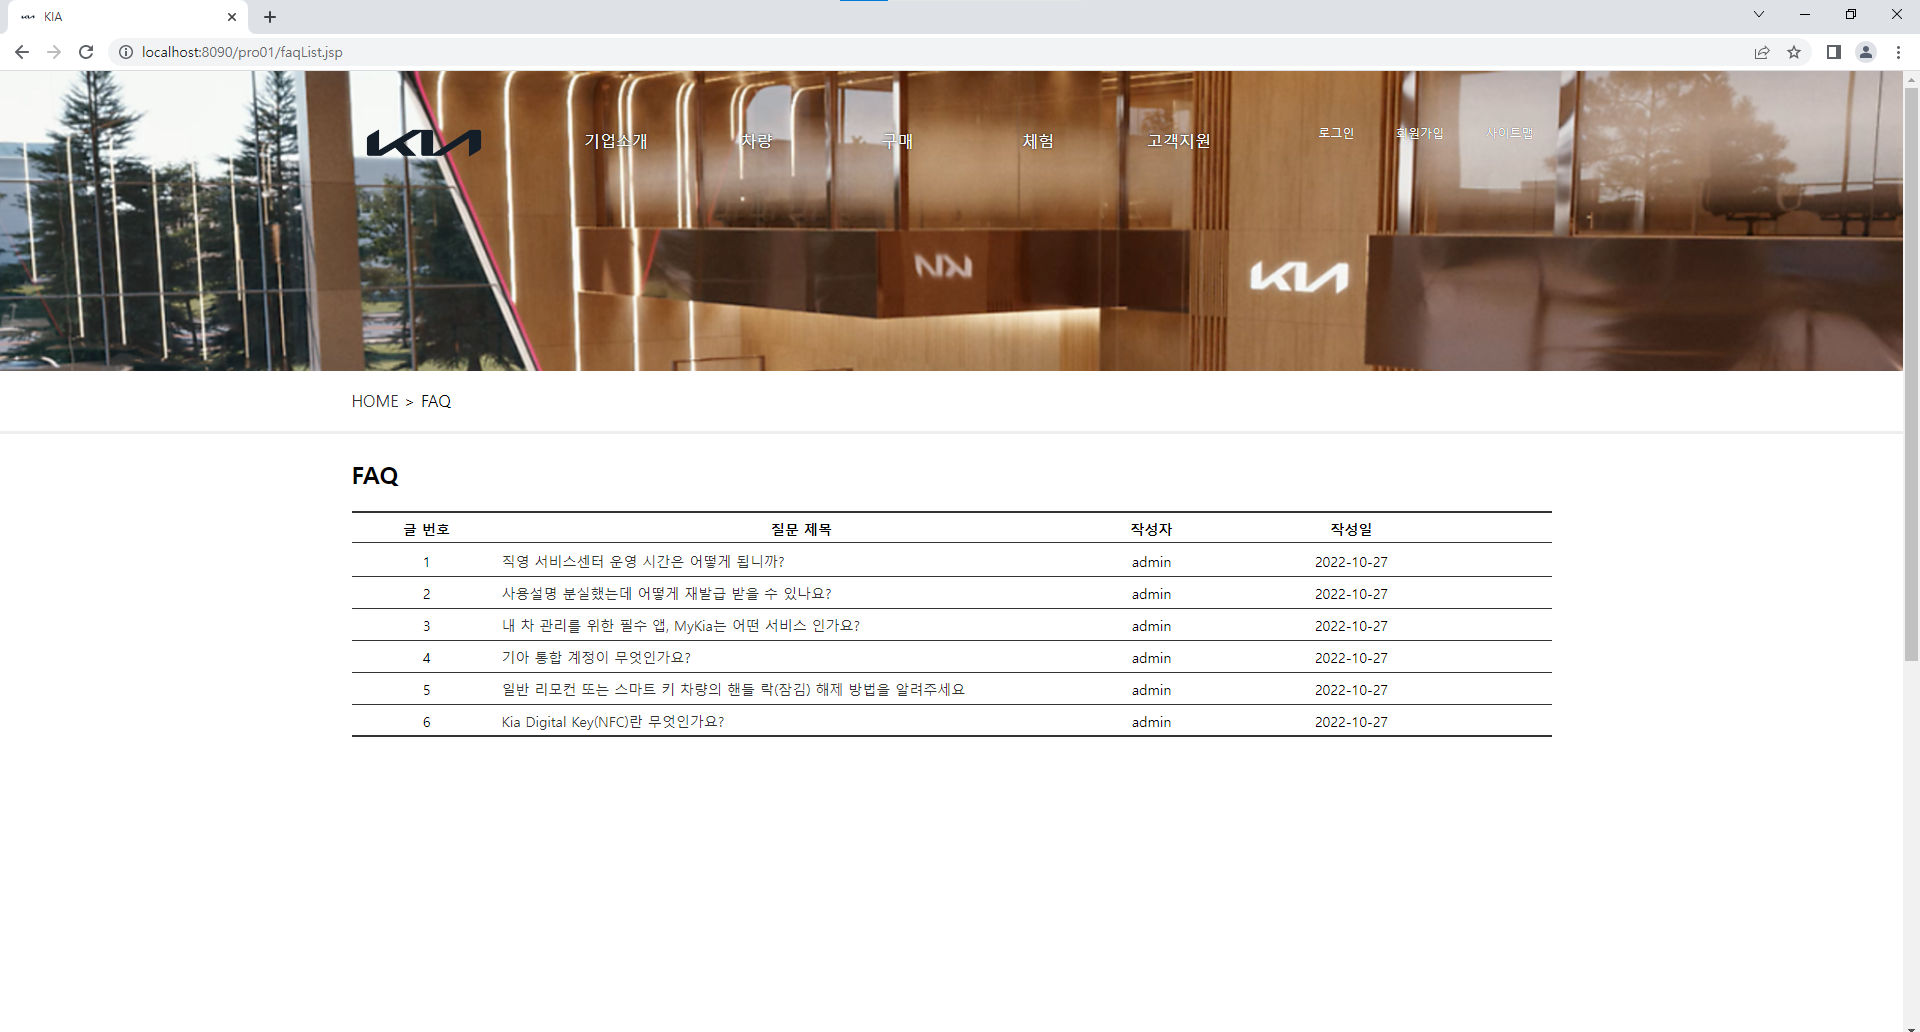 KIA
localhost:8090/pro01/faqList.jsp
KIA 기업소개 차량 구매 체험 고객지원 로그인 회원가입 사이트맵
KIA
HOME > FAQ
FAQ
글 번호 질문 제목 작성자 작성일
1 직영 서비스센터 운영 시간은 어떻게 됩니까? admin 2022-10-27
2 사용설명 분실했는데 어떻게 재발급 받을 수 있나요? admin 2022-10-27
3 내 차 관리를 위한 필수 앱, MyKia는 어떤 서비스 인가요? admin 2022-10-27
4 기아 통합 계정이 무엇인가요? admin 2022-10-27
5 일반 리모컨 또는 스마트 키 차량의 핸들 락(잠김) 해제 방법을 알려주세요 admin 2022-10-27
6 Kia Digital Key(NFC)란 무엇인가요? admin 2022-10-27